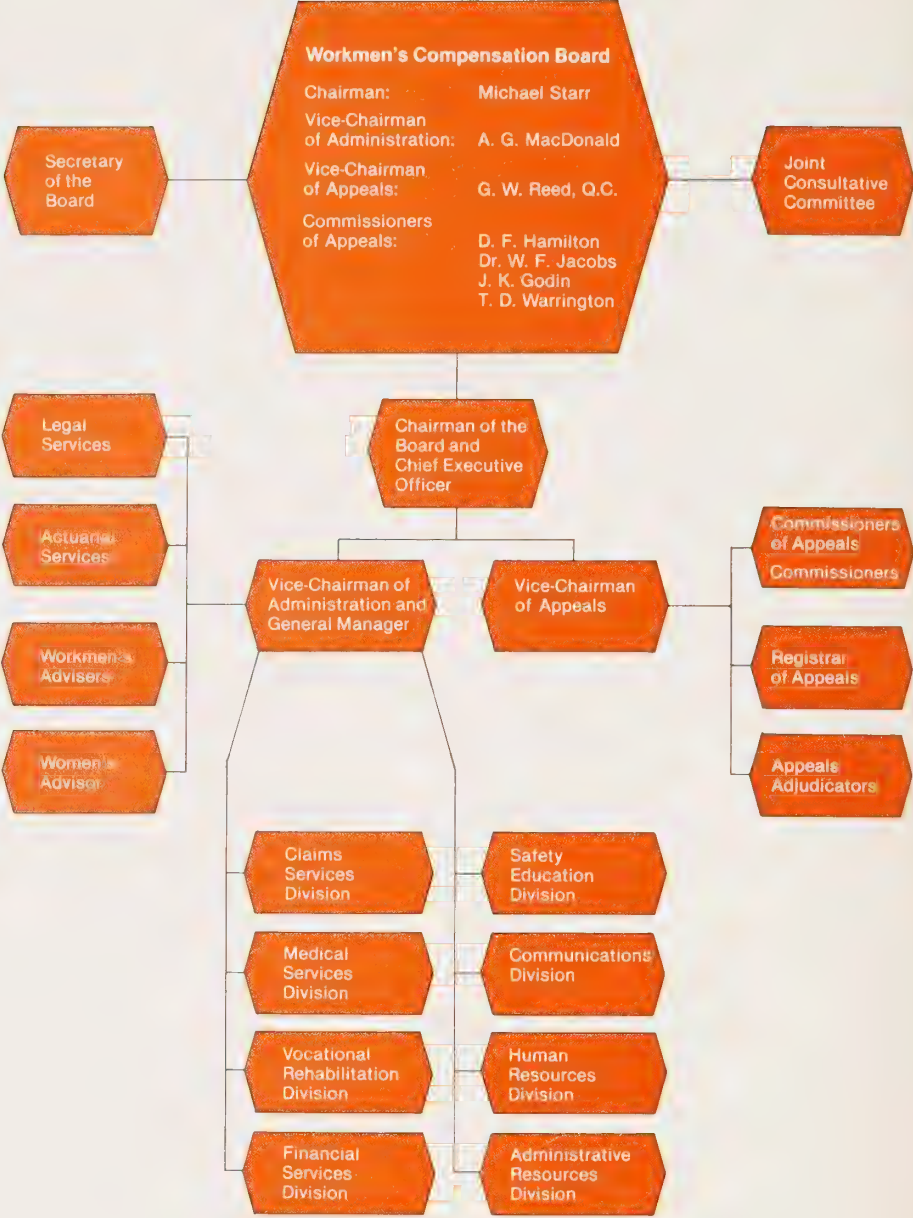 Workmen's Compensation Board
Chairman: Michael Starr
Vice-Chairman
of Administration: A. G. MacDonald
Vice-Chairman
of Appeals: G. W. Reed, Q.C.
Commissioners
of Appeals: D. F. Hamilton
Dr. W. F. Jacobs
J. K. Godin
T. D. Warrington
Secretary
of the
Board
Joint
Consultative
Committee
Chairman of the
Board and
Chief Executive
Officer
Legal
Services
Actuarial
Services
Workmen's
Advisers
Women's
Advisor
Vice-Chairman of
Administration and
General Manager
Vice-Chairman
of Appeals
Commissioners
of Appeals
Commissioners
Registrar
of Appeals
Appeals
Adjudicators
Claims
Services
Division
Safety
Education
Division
Medical
Services
Division
Communications
Division
Vocational
Rehabilitation
Division
Human
Resources
Division
Financial
Services
Division
Administrative
Resources
Division